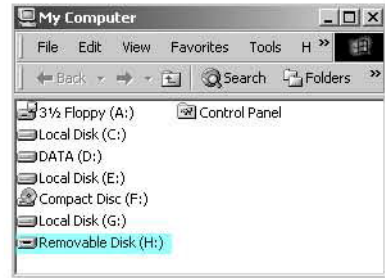 My Computer
File Edit View Favorites Tools H »
Back Search Folders »
3½ Floppy (A:) Control Panel
Local Disk (C:)
DATA (D:)
Local Disk (E:)
Compact Disc (F:)
Local Disk (G:)
Removable Disk (H:)